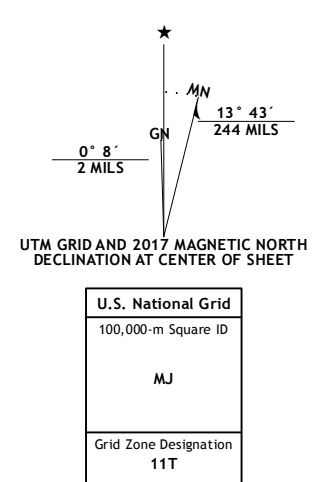 ★
MN
GN
13° 43´
244 MILS
0° 8´
2 MILS
UTM GRID AND 2017 MAGNETIC NORTH
DECLINATION AT CENTER OF SHEET
U.S. National Grid
100,000-m Square ID
MJ
Grid Zone Designation
11T